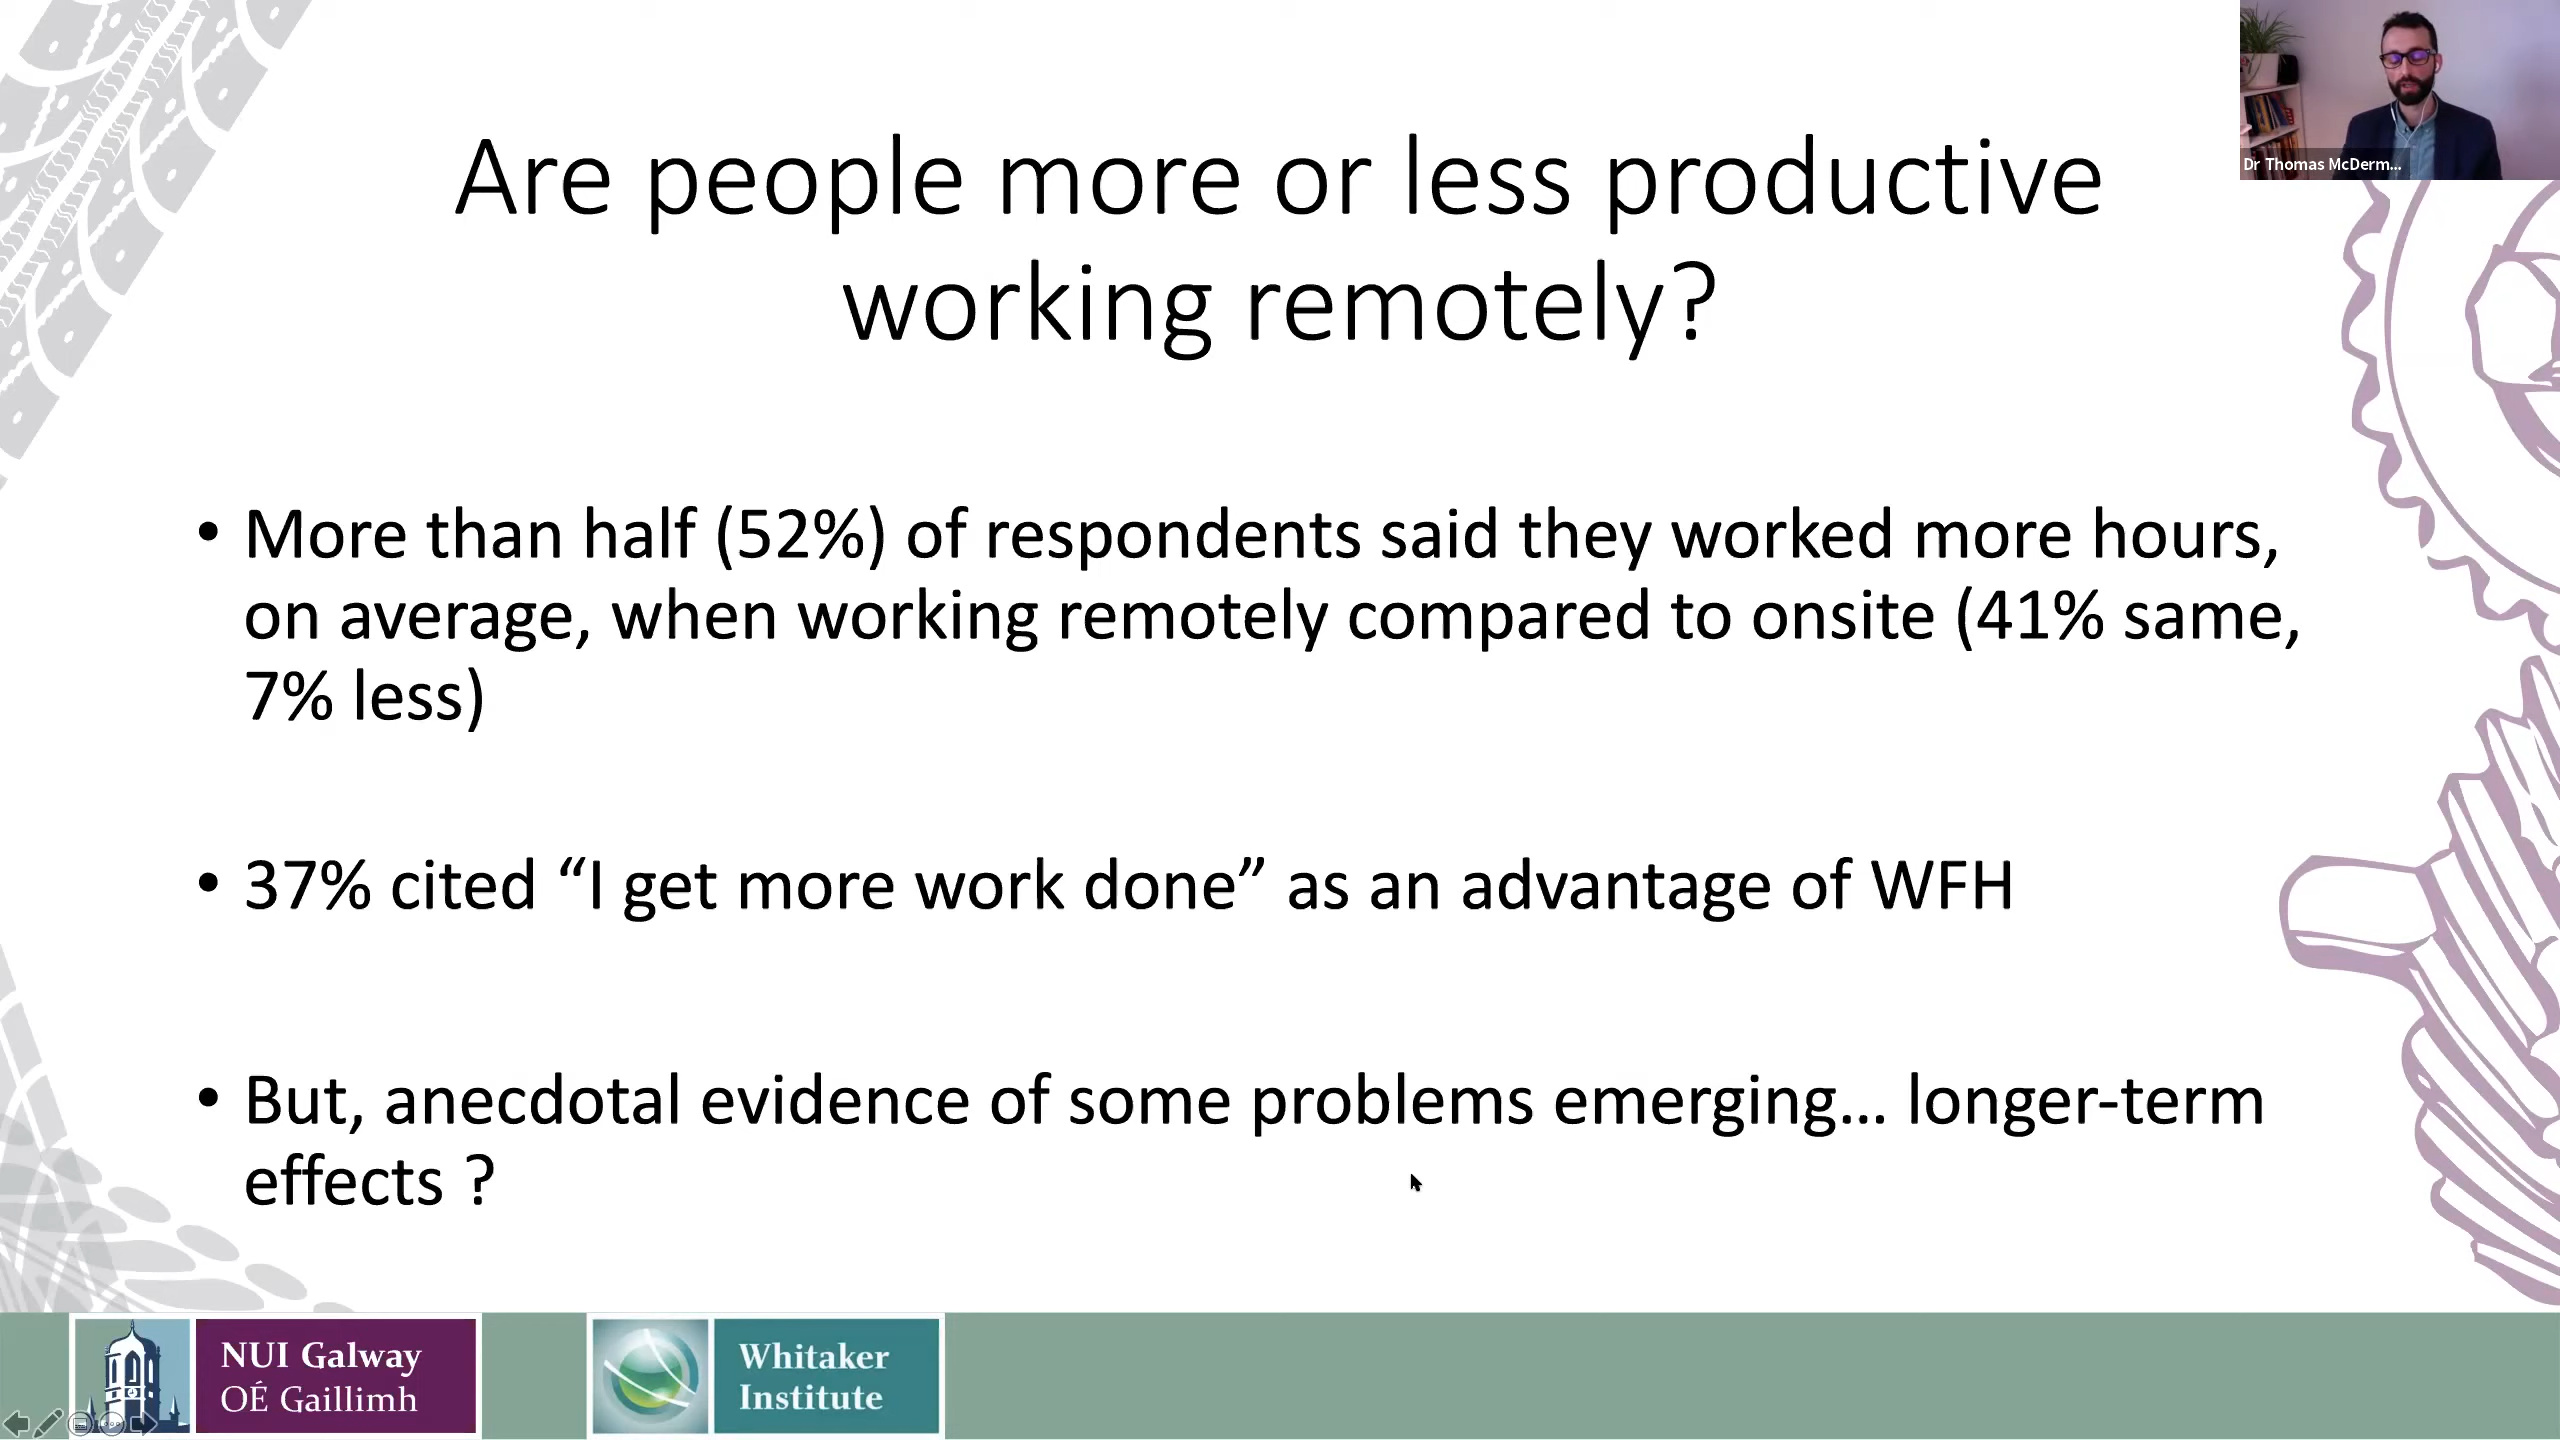 Dr Thomas McDerm...
Are people more or less productive
working remotely?
• More than half (52%) of respondents said they worked more hours,
on average, when working remotely compared to onsite (41% same,
7% less)
• 37% cited “I get more work done” as an advantage of WFH
• But, anecdotal evidence of some problems emerging... longer-term
effects ?
NUI Galway
OÉ Gaillimh
Whitaker
Institute